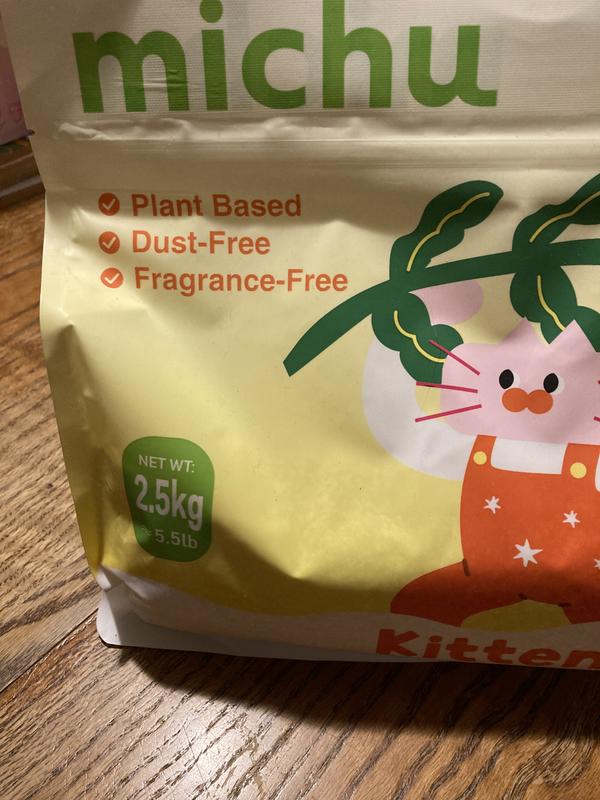 michu
Plant Based
Dust-Free
Fragrance-Free
NET WT:
2.5kg
5.5lb
Kitten